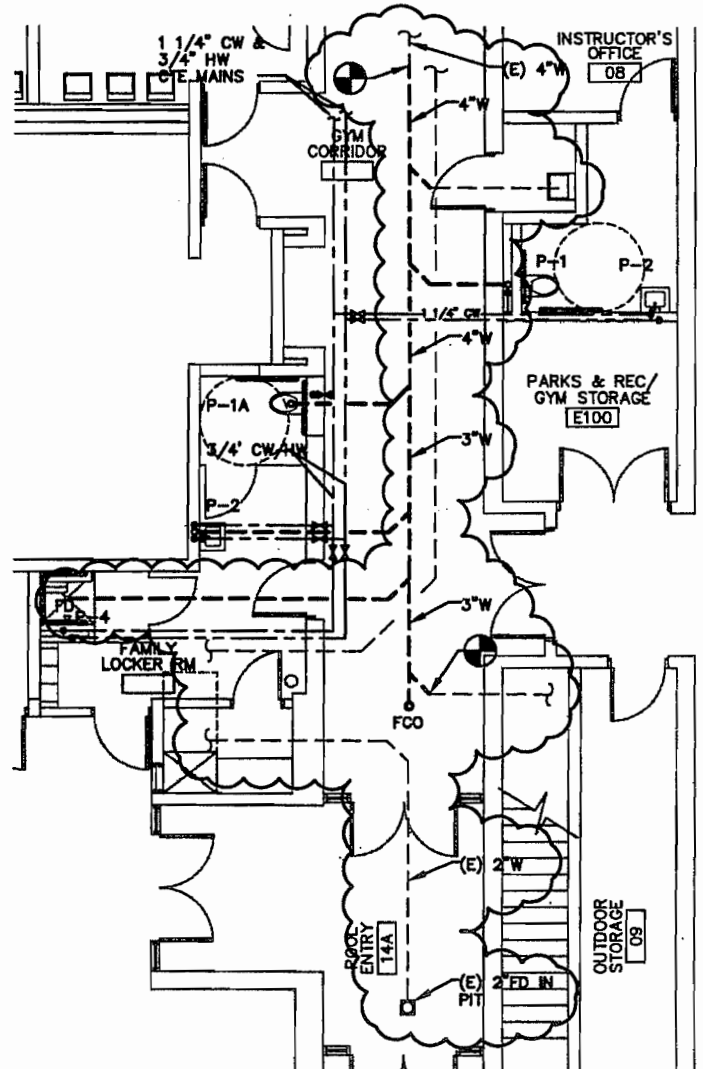 1 1/4" CW &
3/4" HW
CTE MAINS
INSTRUCTOR'S
OFFICE
08
(E) 4"W
4"W
GYM
CORRIDOR
P-1
P-2
1 1/4" CW
4"W
PARKS & REC/
GYM STORAGE
E100
P-1A
3"W
3/4' CW/HW
P-2
3"W
FD
P-4
FAMILY
LOCKER RM
FCO
(E) 2"W
POOL
ENTRY
14A
OUTDOOR
STORAGE
09
(E) 2"FD IN
PIT